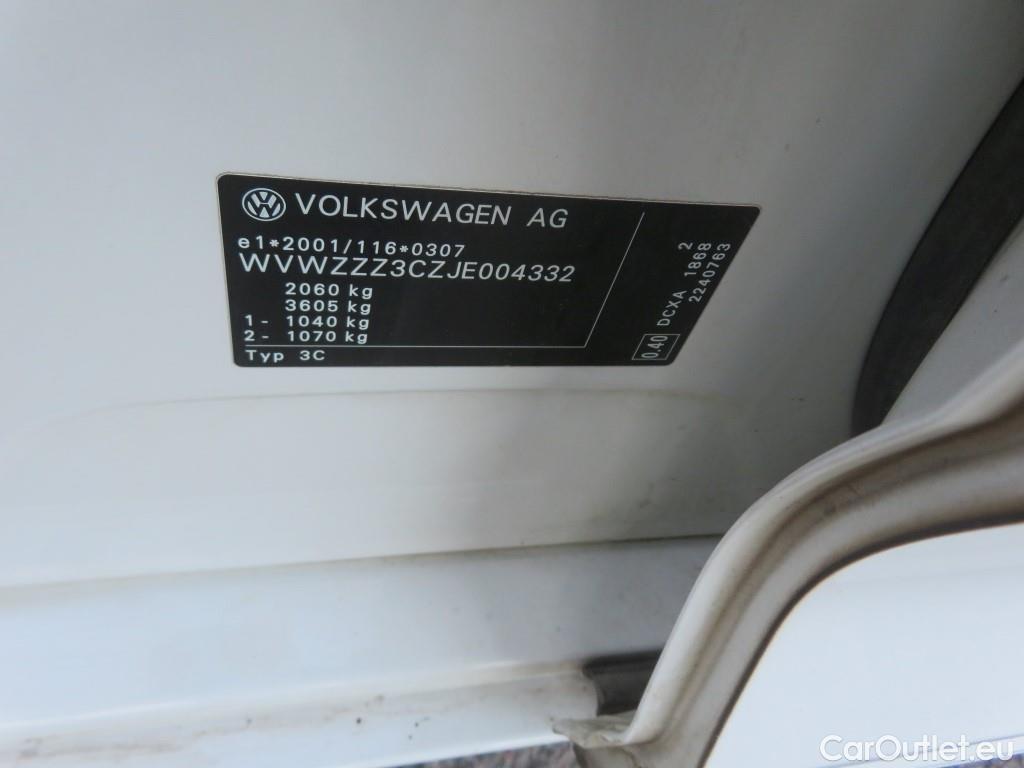 VOLKSWAGEN AG
e1*2001/116*0307
WVWZZZ3CZJE004332
2060 kg
3605 kg
1- 1040 kg
2- 1070 kg
Typ 3C
0.40 DCXA 1868 2
2240763
CarOutlet.eu